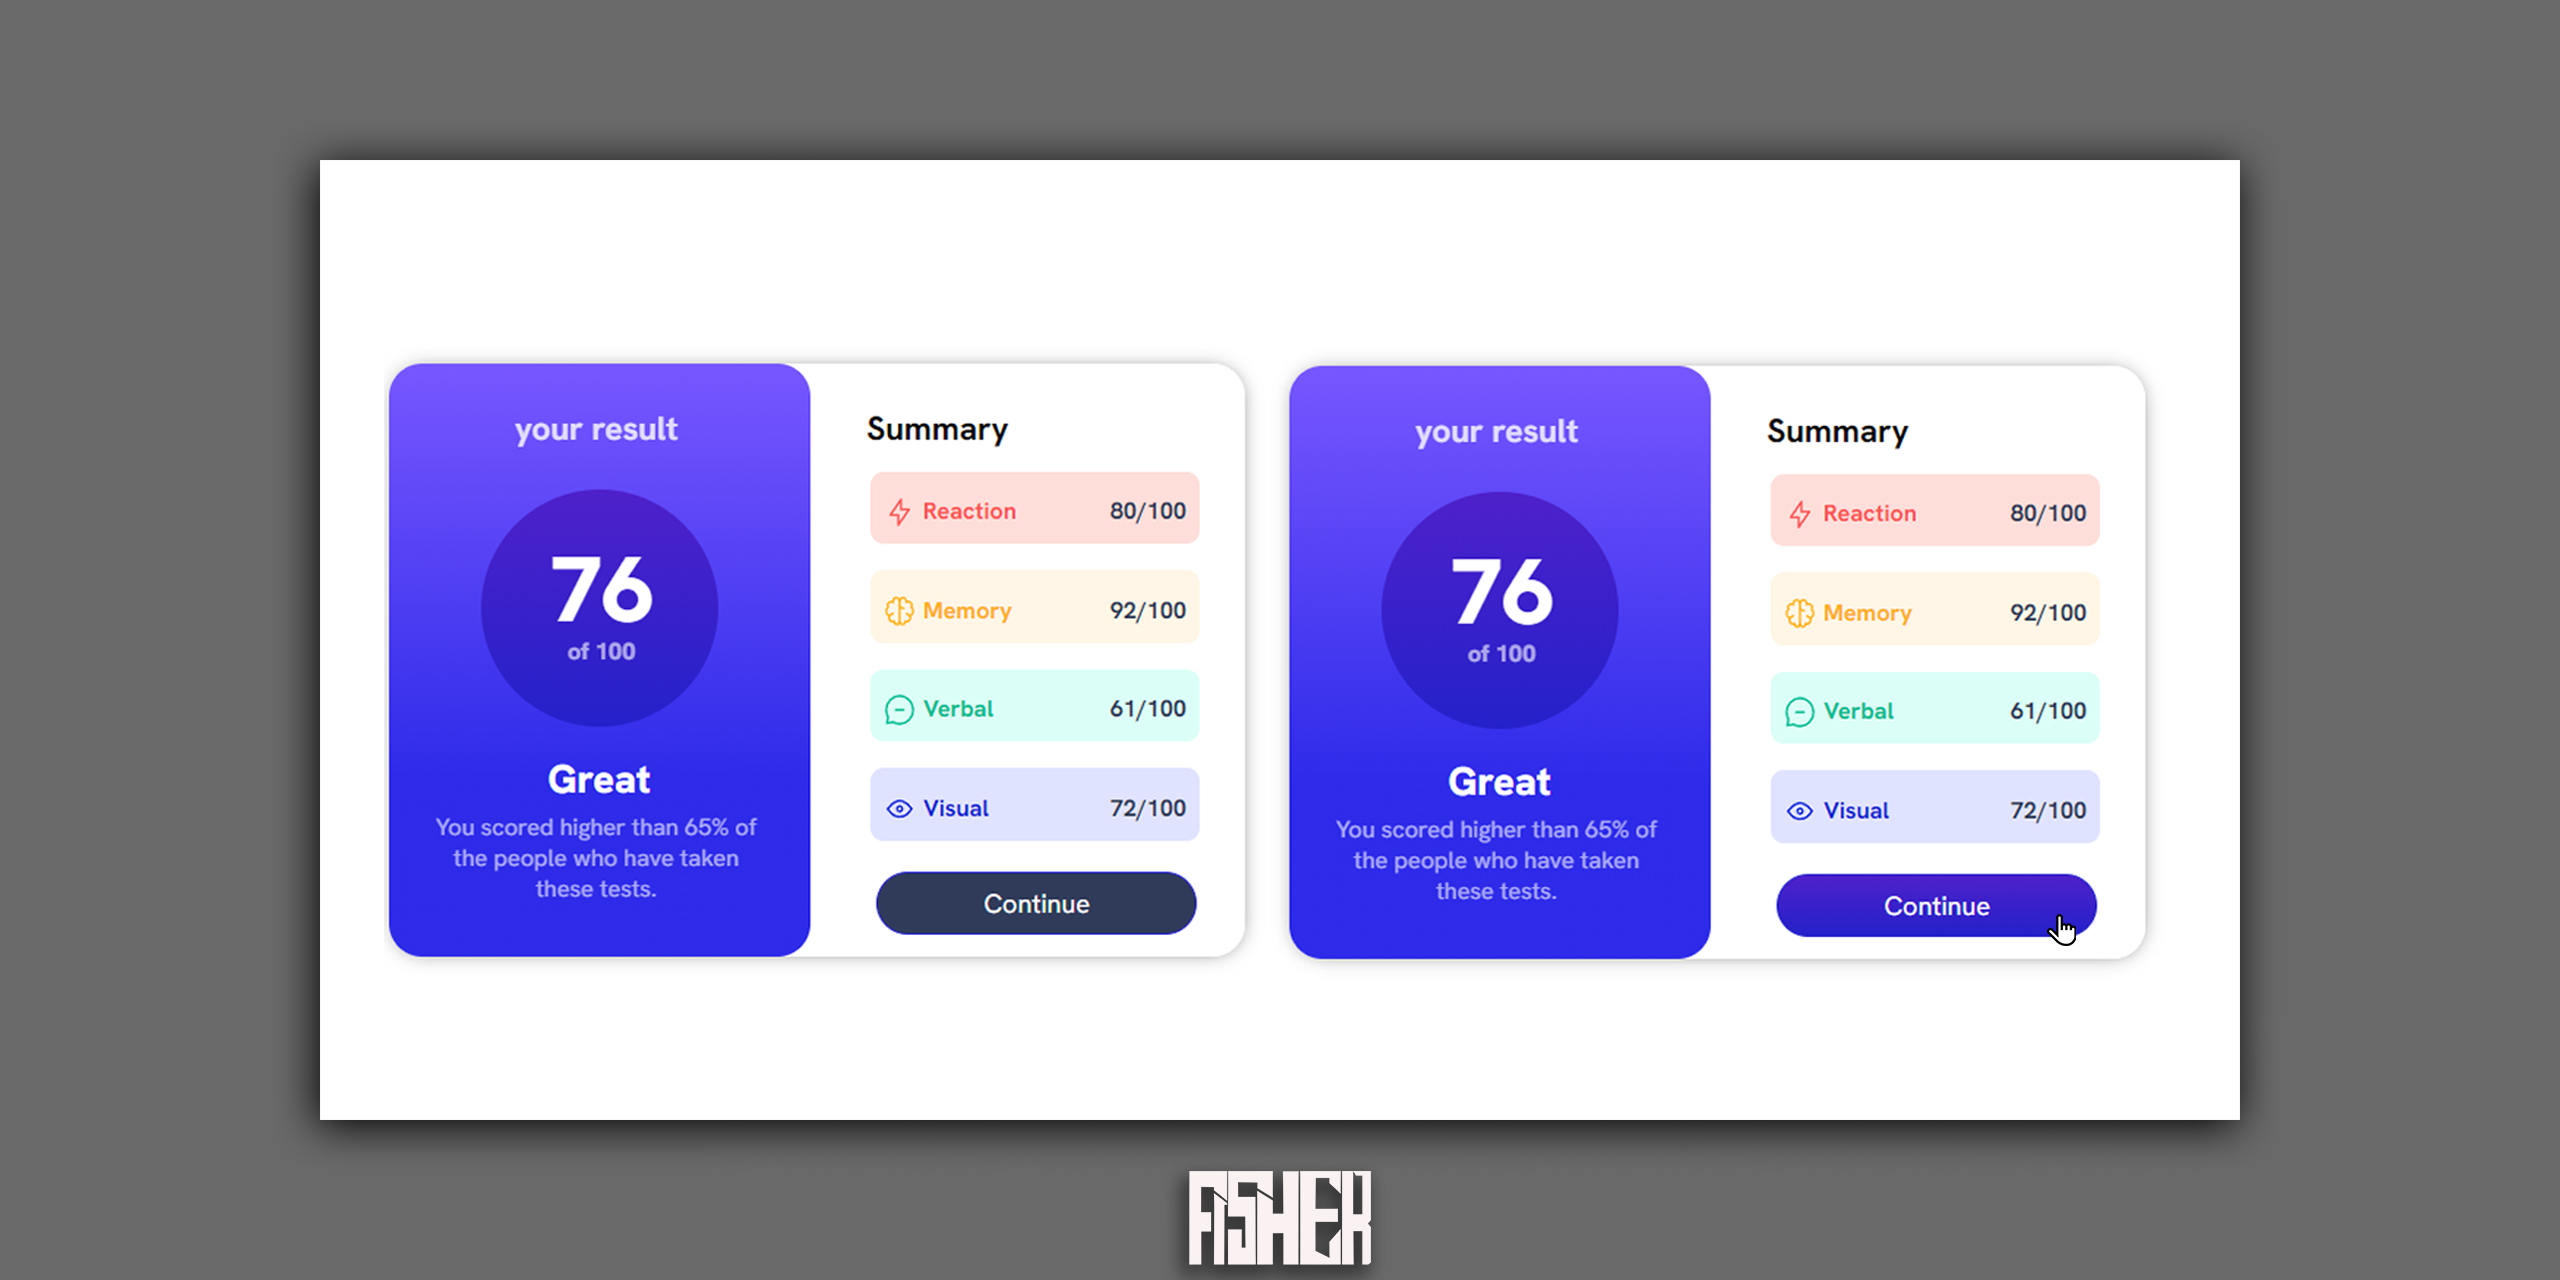 your result
76
of 100
Great
You scored higher than 65% of
the people who have taken
these tests.
Summary
Reaction 80/100
Memory 92/100
Verbal 61/100
Visual 72/100
Continue
your result
76
of 100
Great
You scored higher than 65% of
the people who have taken
these tests.
Summary
Reaction 80/100
Memory 92/100
Verbal 61/100
Visual 72/100
Continue